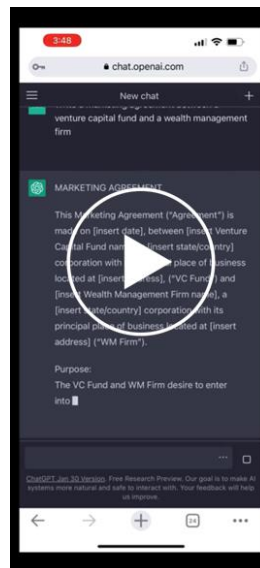 3:48
chat.openai.com
New chat
venture capital fund and a wealth management
firm
MARKETING AGREEMENT
This Marketing Agreement ("Agreement") is
made on [insert date], between [insert Venture
Capital Fund [insert state/country]
corporation with of business
located at [insert address], ("VC Fund") and
[insert Wealth Management Firm name], a
[insert state/country] corporation with its
principal place of business located at [insert
address] ("WM Firm").
Purpose:
The VC Fund and WM Firm desire to enter
into
ChatGPT Jan 30 Version. Free Research Preview. Our goal is to make AI
systems more natural and safe to interact with. Your feedback will help
us improve.
24